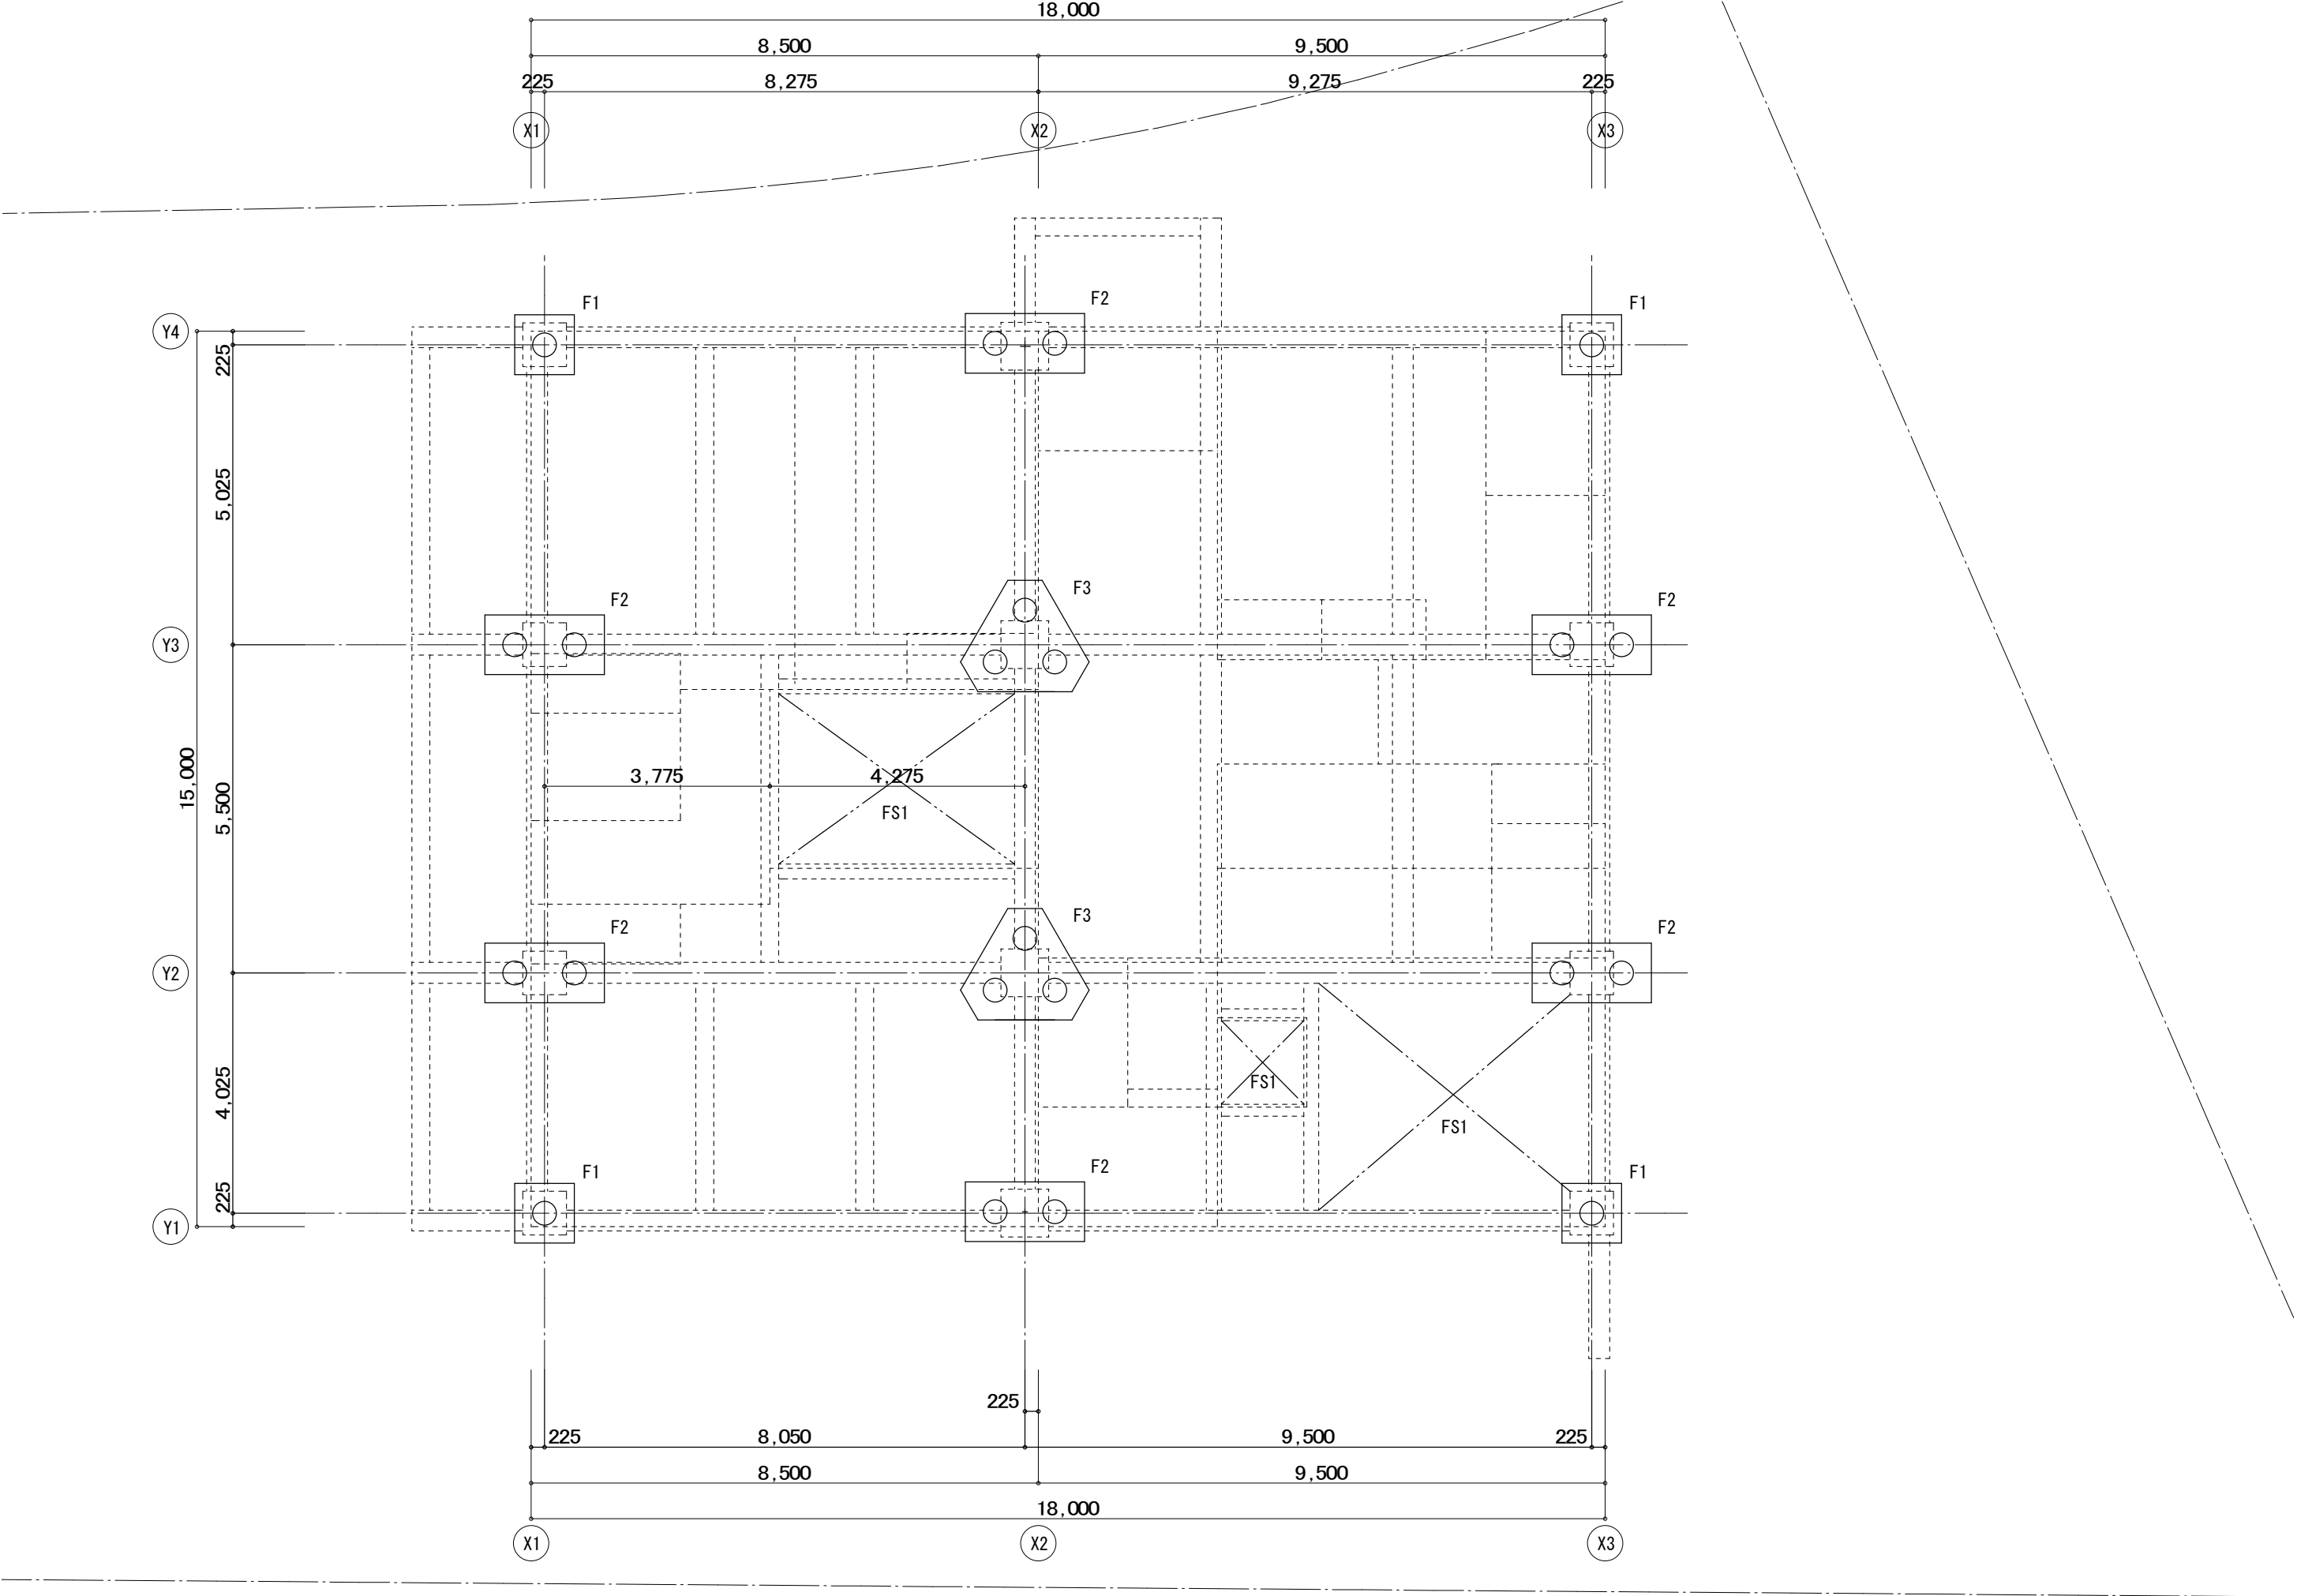 18,000
8,500 9,500
225 8,275 9,275 225
X1 X2 X3
F1 F2 F1
Y4
225
5,025
F2 F3 F2
Y3
15,000
5,500
3,775 4,275
FS1
F2 F3 F2
Y2
4,025
FS1
FS1
F1 F2 F1
225
Y1
225
225 8,050 9,500 225
8,500 9,500
18,000
X1 X2 X3